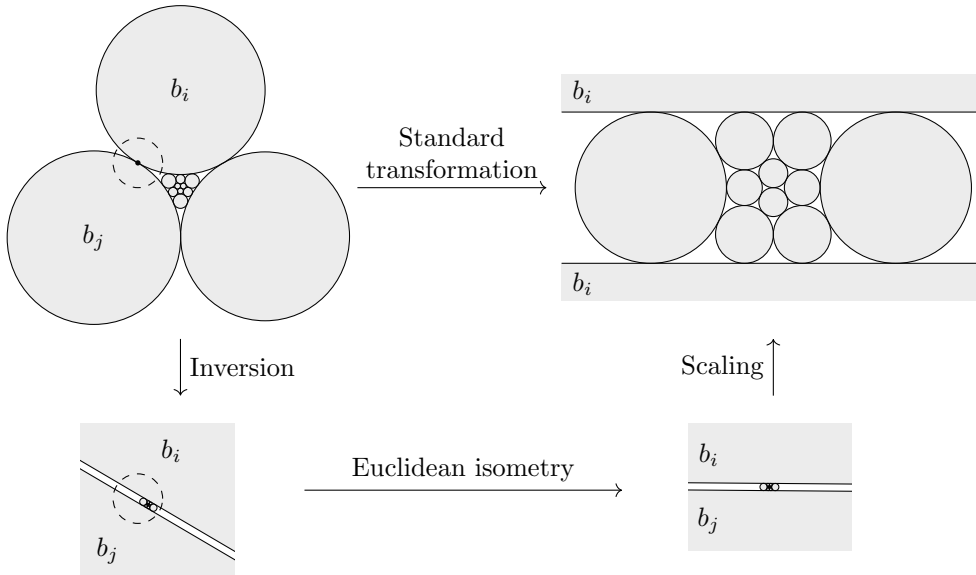 b_i
b_i
Standard
transformation
b_j
b_i
Inversion
Scaling
b_i
b_i
Euclidean isometry
b_j
b_j